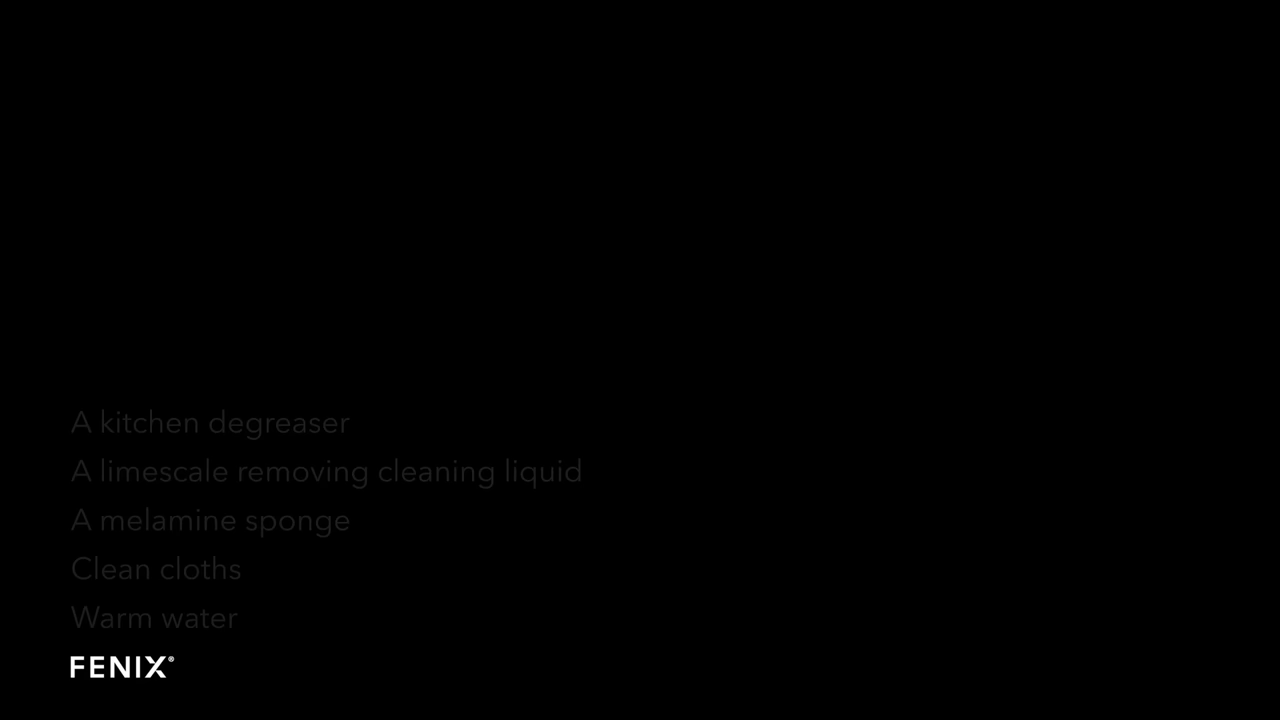 A kitchen degreaser
A limescale removing cleaning liquid
A melamine sponge
Clean cloths
Warm water
FENIX®